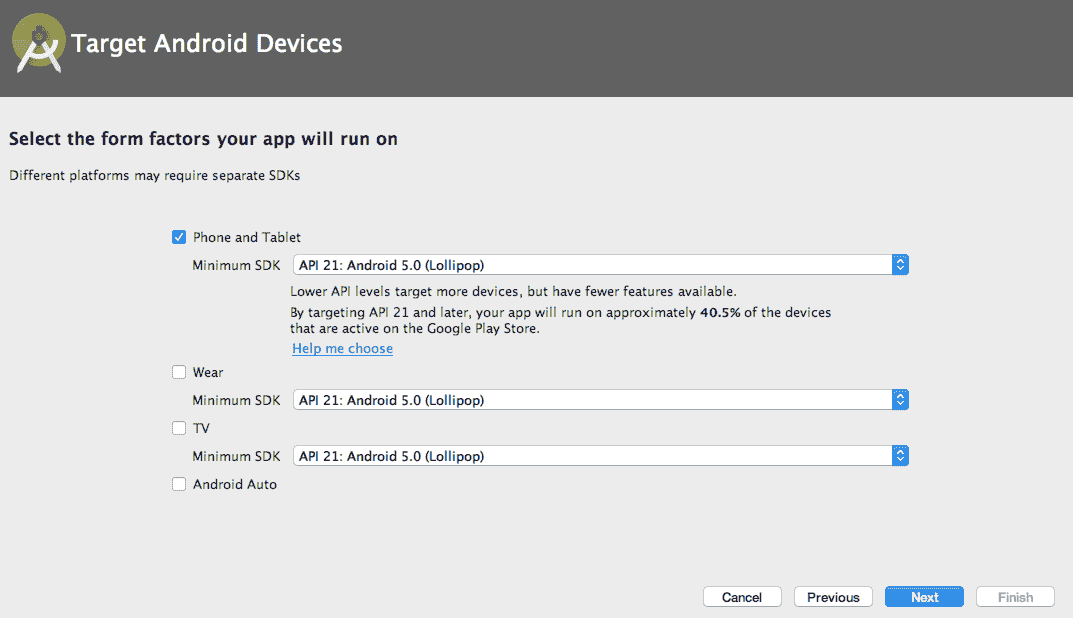 Target Android Devices
Select the form factors your app will run on
Different platforms may require separate SDKs
Phone and Tablet
Minimum SDK API 21: Android 5.0 (Lollipop)
Lower API levels target more devices, but have fewer features available.
By targeting API 21 and later, your app will run on approximately 40.5% of the devices
that are active on the Google Play Store.
Help me choose
Wear
Minimum SDK API 21: Android 5.0 (Lollipop)
TV
Minimum SDK API 21: Android 5.0 (Lollipop)
Android Auto
Cancel Previous Next Finish